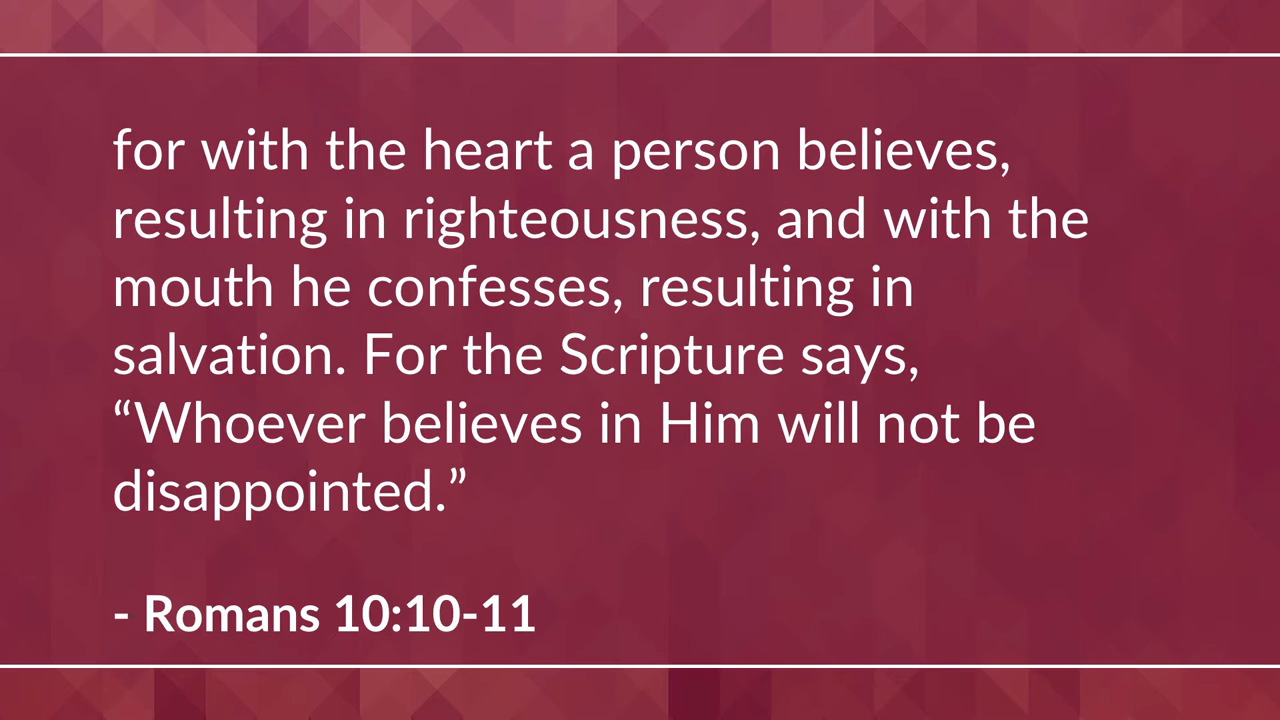 for with the heart a person believes,
resulting in righteousness, and with the
mouth he confesses, resulting in
salvation. For the Scripture says,
“Whoever believes in Him will not be
disappointed.”
- Romans 10:10-11